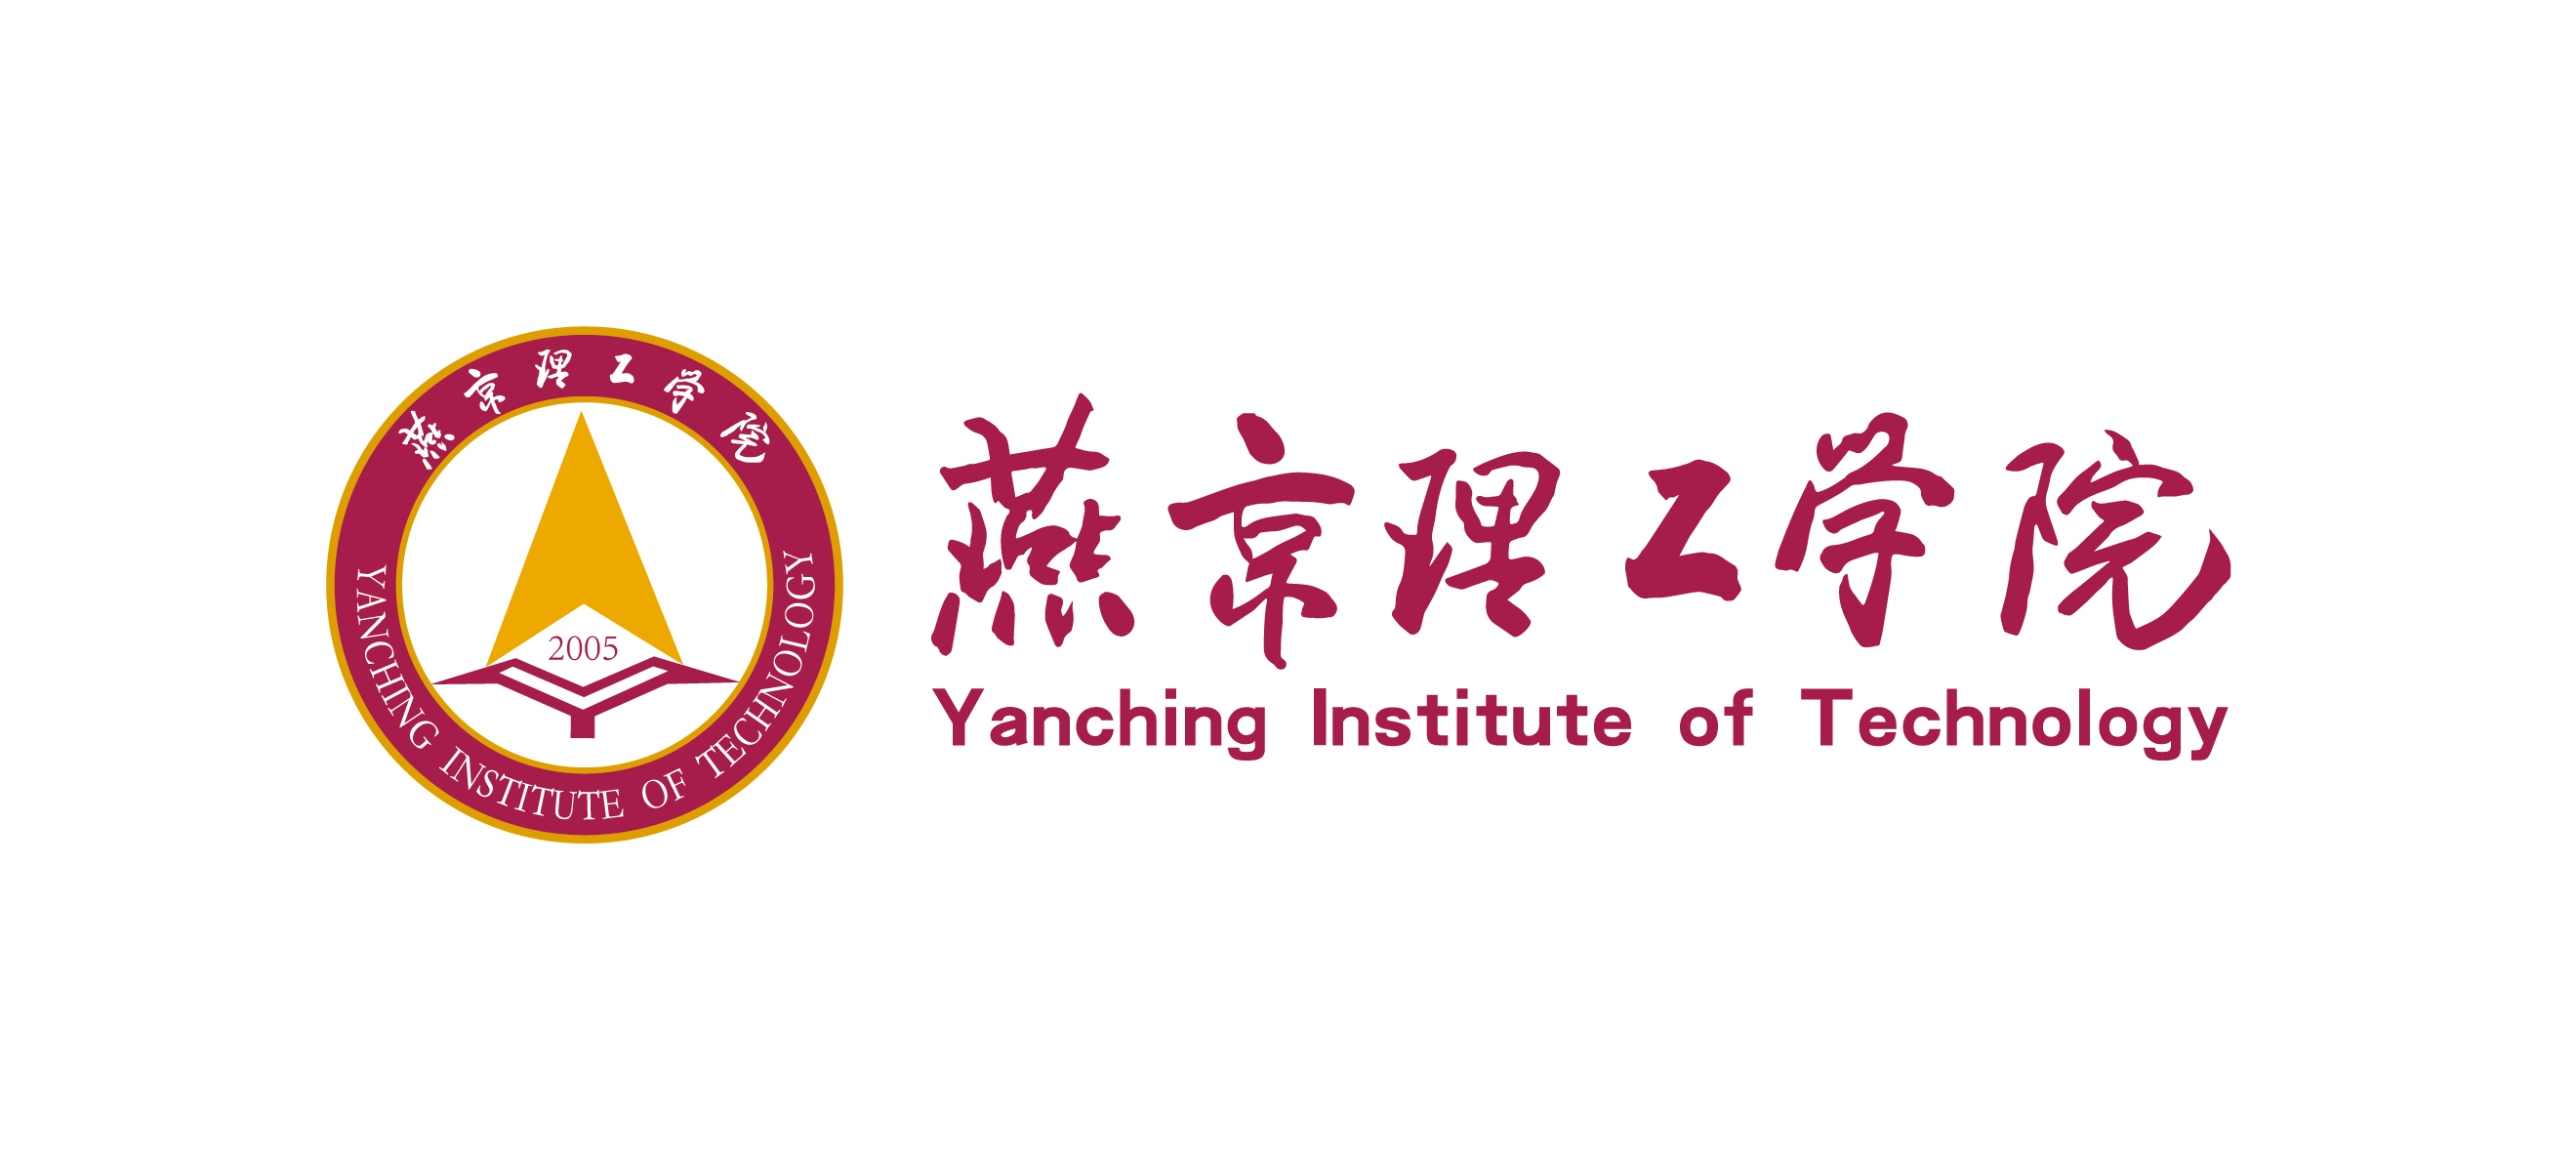 燕京理工学院
2005
YANCHING INSTITUTE OF TECHNOLOGY
燕京理工学院
Yanching Institute of Technology